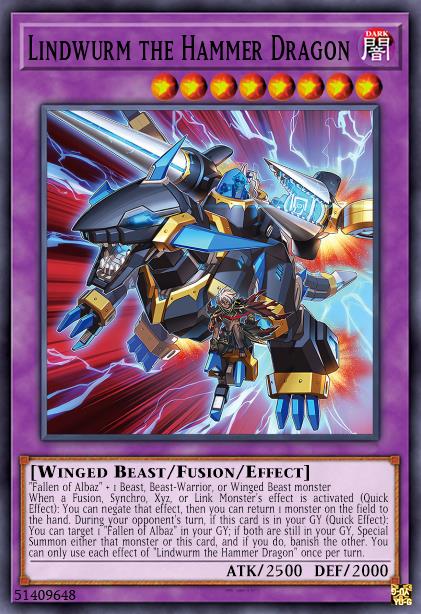 LINDWURM THE HAMMER DRAGON
DARK
闇
[WINGED BEAST/FUSION/EFFECT]
"Fallen of Albaz" + 1 Beast, Beast-Warrior, or Winged Beast monster
When a Fusion, Synchro, Xyz, or Link Monster's effect is activated (Quick
Effect): You can negate that effect, then you can return 1 monster on the field to
the hand. During your opponent's turn, if this card is in your GY (Quick Effect):
You can target 1 "Fallen of Albaz" in your GY; if both are still in your GY, Special
Summon either that monster or this card, and if you do, banish the other. You
can only use each effect of "Lindwurm the Hammer Dragon" once per turn.
ATK/2500 DEF/2000
51409648